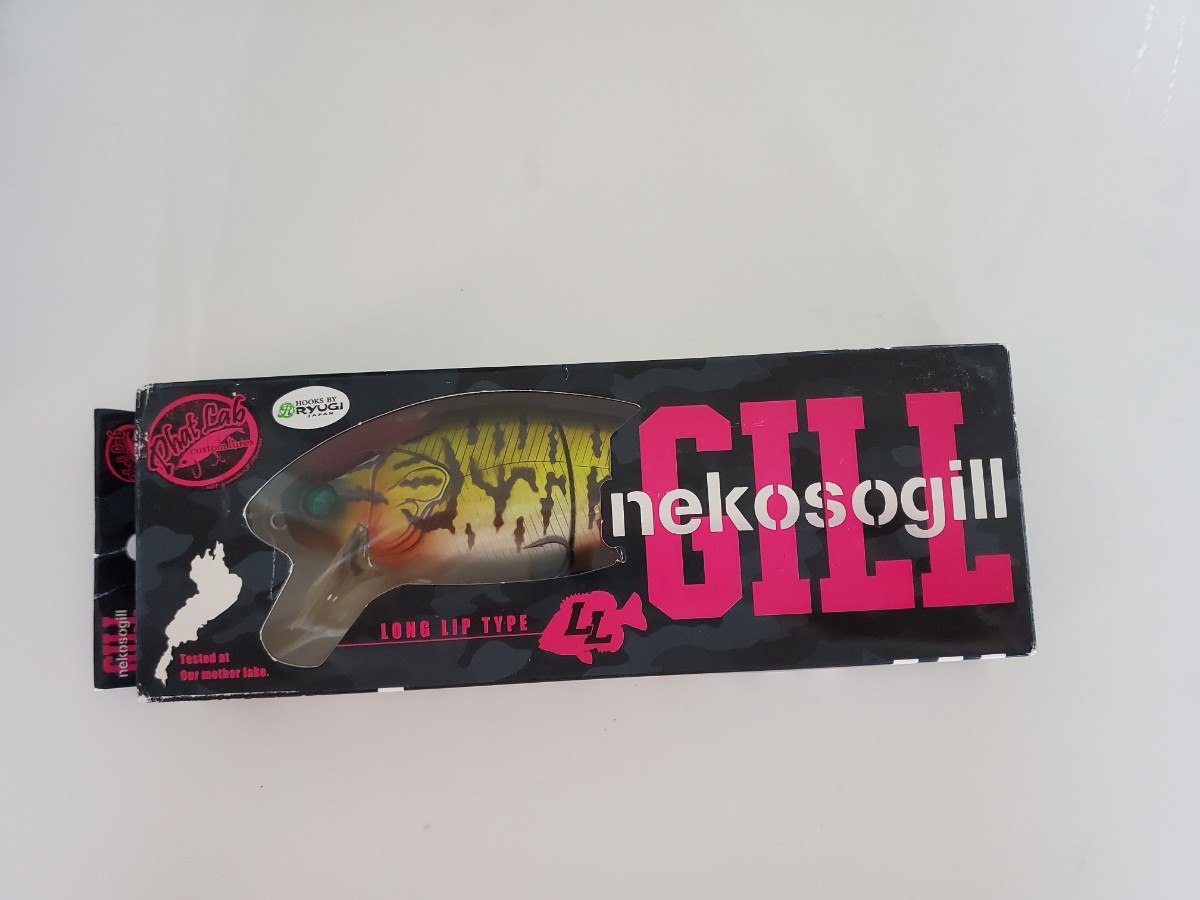 Phat Lab
customlures
HOOKS BY
RYUGI
JAPAN
GILL
nekosogill
LONG LIP TYPE
LL
Tested at
Our mother lake.
GILL
nekosogill